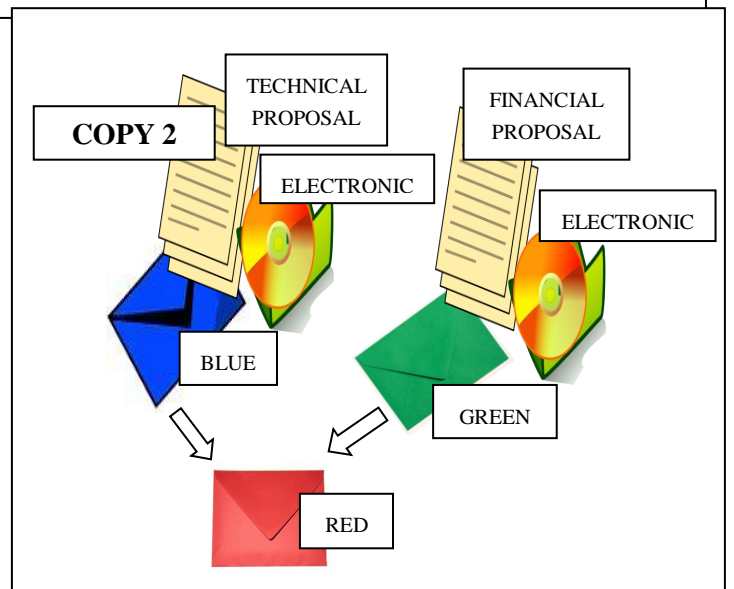 TECHNICAL
PROPOSAL
FINANCIAL
PROPOSAL
COPY 2
ELECTRONIC
ELECTRONIC
BLUE
GREEN
RED